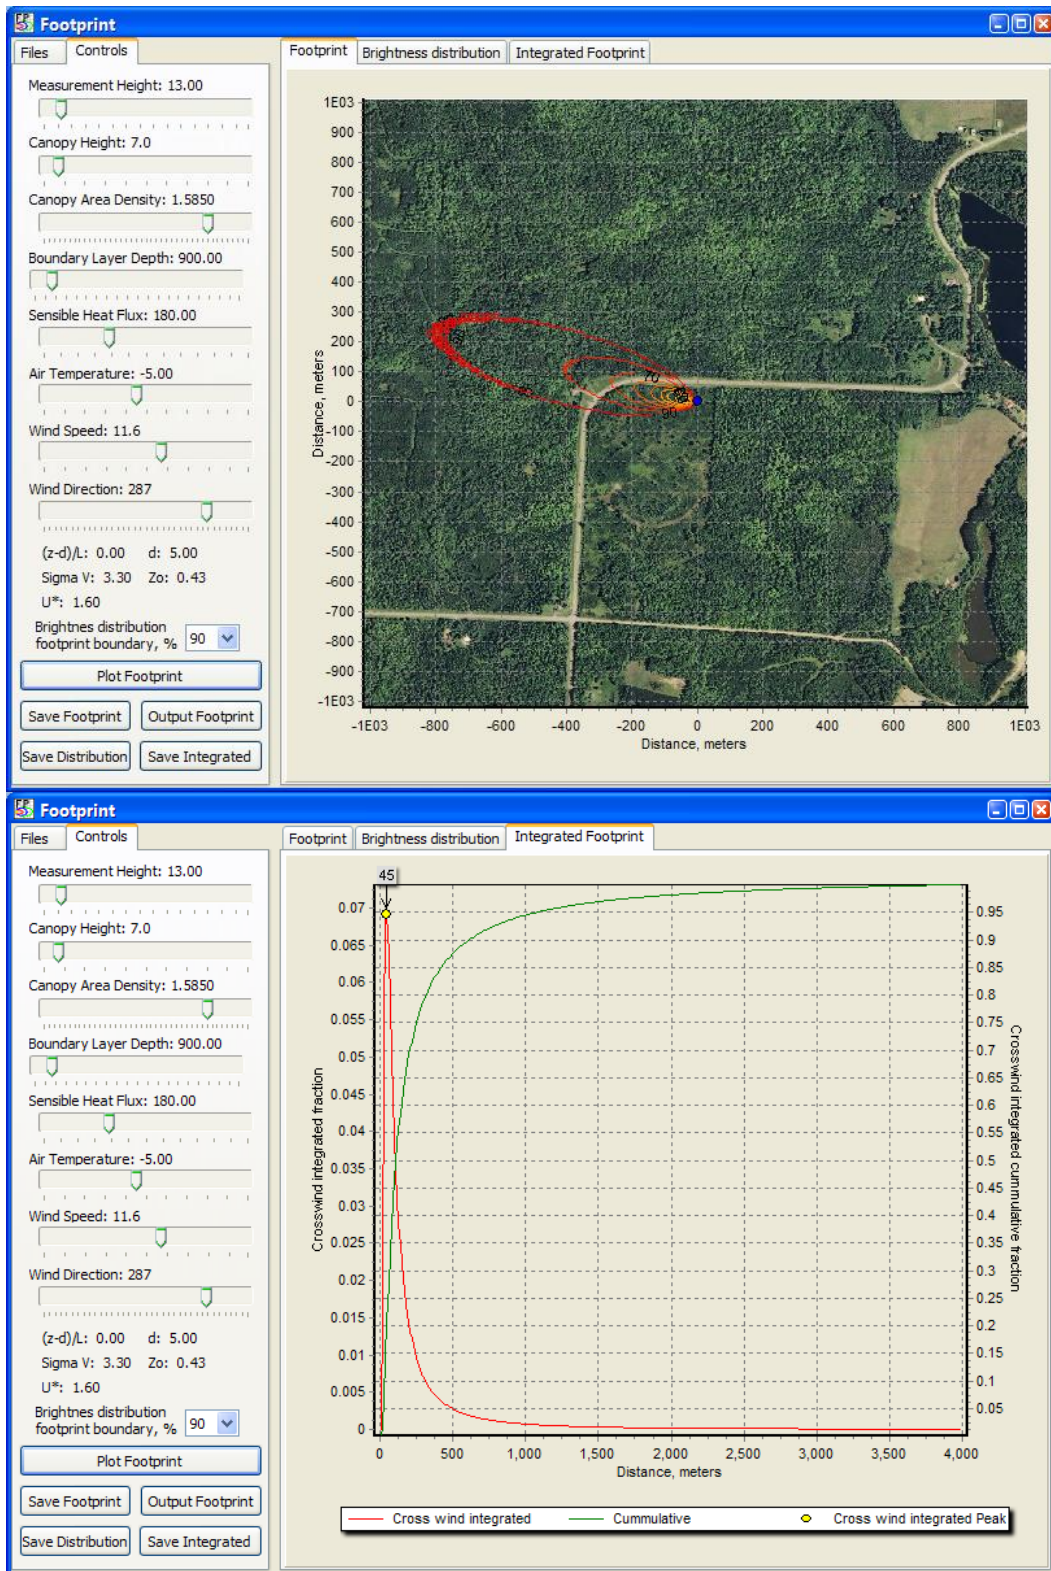 Footprint
Files Controls
Footprint Brightness distribution Integrated Footprint
Measurement Height: 13.00
Canopy Height: 7.0
Canopy Area Density: 1.5850
Boundary Layer Depth: 900.00
Sensible Heat Flux: 180.00
Air Temperature: -5.00
Wind Speed: 11.6
Wind Direction: 287
(z-d)/L: 0.00 d: 5.00
Sigma V: 3.30 Zo: 0.43
U*: 1.60
Brightnes distribution
footprint boundary, % 90
Plot Footprint
Save Footprint Output Footprint
Save Distribution Save Integrated
1E03
900
800
700
600
500
400
300
200
100
0
-100
-200
-300
-400
-500
-600
-700
-800
-900
-1E03
Distance, meters
70
90
-1E03 -800 -600 -400 -200 0 200 400 600 800 1E03
Distance, meters
Footprint
Files Controls
Footprint Brightness distribution Integrated Footprint
Measurement Height: 13.00
Canopy Height: 7.0
Canopy Area Density: 1.5850
Boundary Layer Depth: 900.00
Sensible Heat Flux: 180.00
Air Temperature: -5.00
Wind Speed: 11.6
Wind Direction: 287
(z-d)/L: 0.00 d: 5.00
Sigma V: 3.30 Zo: 0.43
U*: 1.60
Brightnes distribution
footprint boundary, % 90
Plot Footprint
Save Footprint Output Footprint
Save Distribution Save Integrated
45
0.07
0.065
0.06
0.055
0.05
0.045
0.04
0.035
0.03
0.025
0.02
0.015
0.01
0.005
0
Crosswind integrated fraction
0.95
0.9
0.85
0.8
0.75
0.7
0.65
0.6
0.55
0.5
0.45
0.4
0.35
0.3
0.25
0.2
0.15
0.1
0.05
Crosswind integrated cummulative fraction
0 500 1,000 1,500 2,000 2,500 3,000 3,500 4,000
Distance, meters
Cross wind integrated Cummulative Cross wind integrated Peak